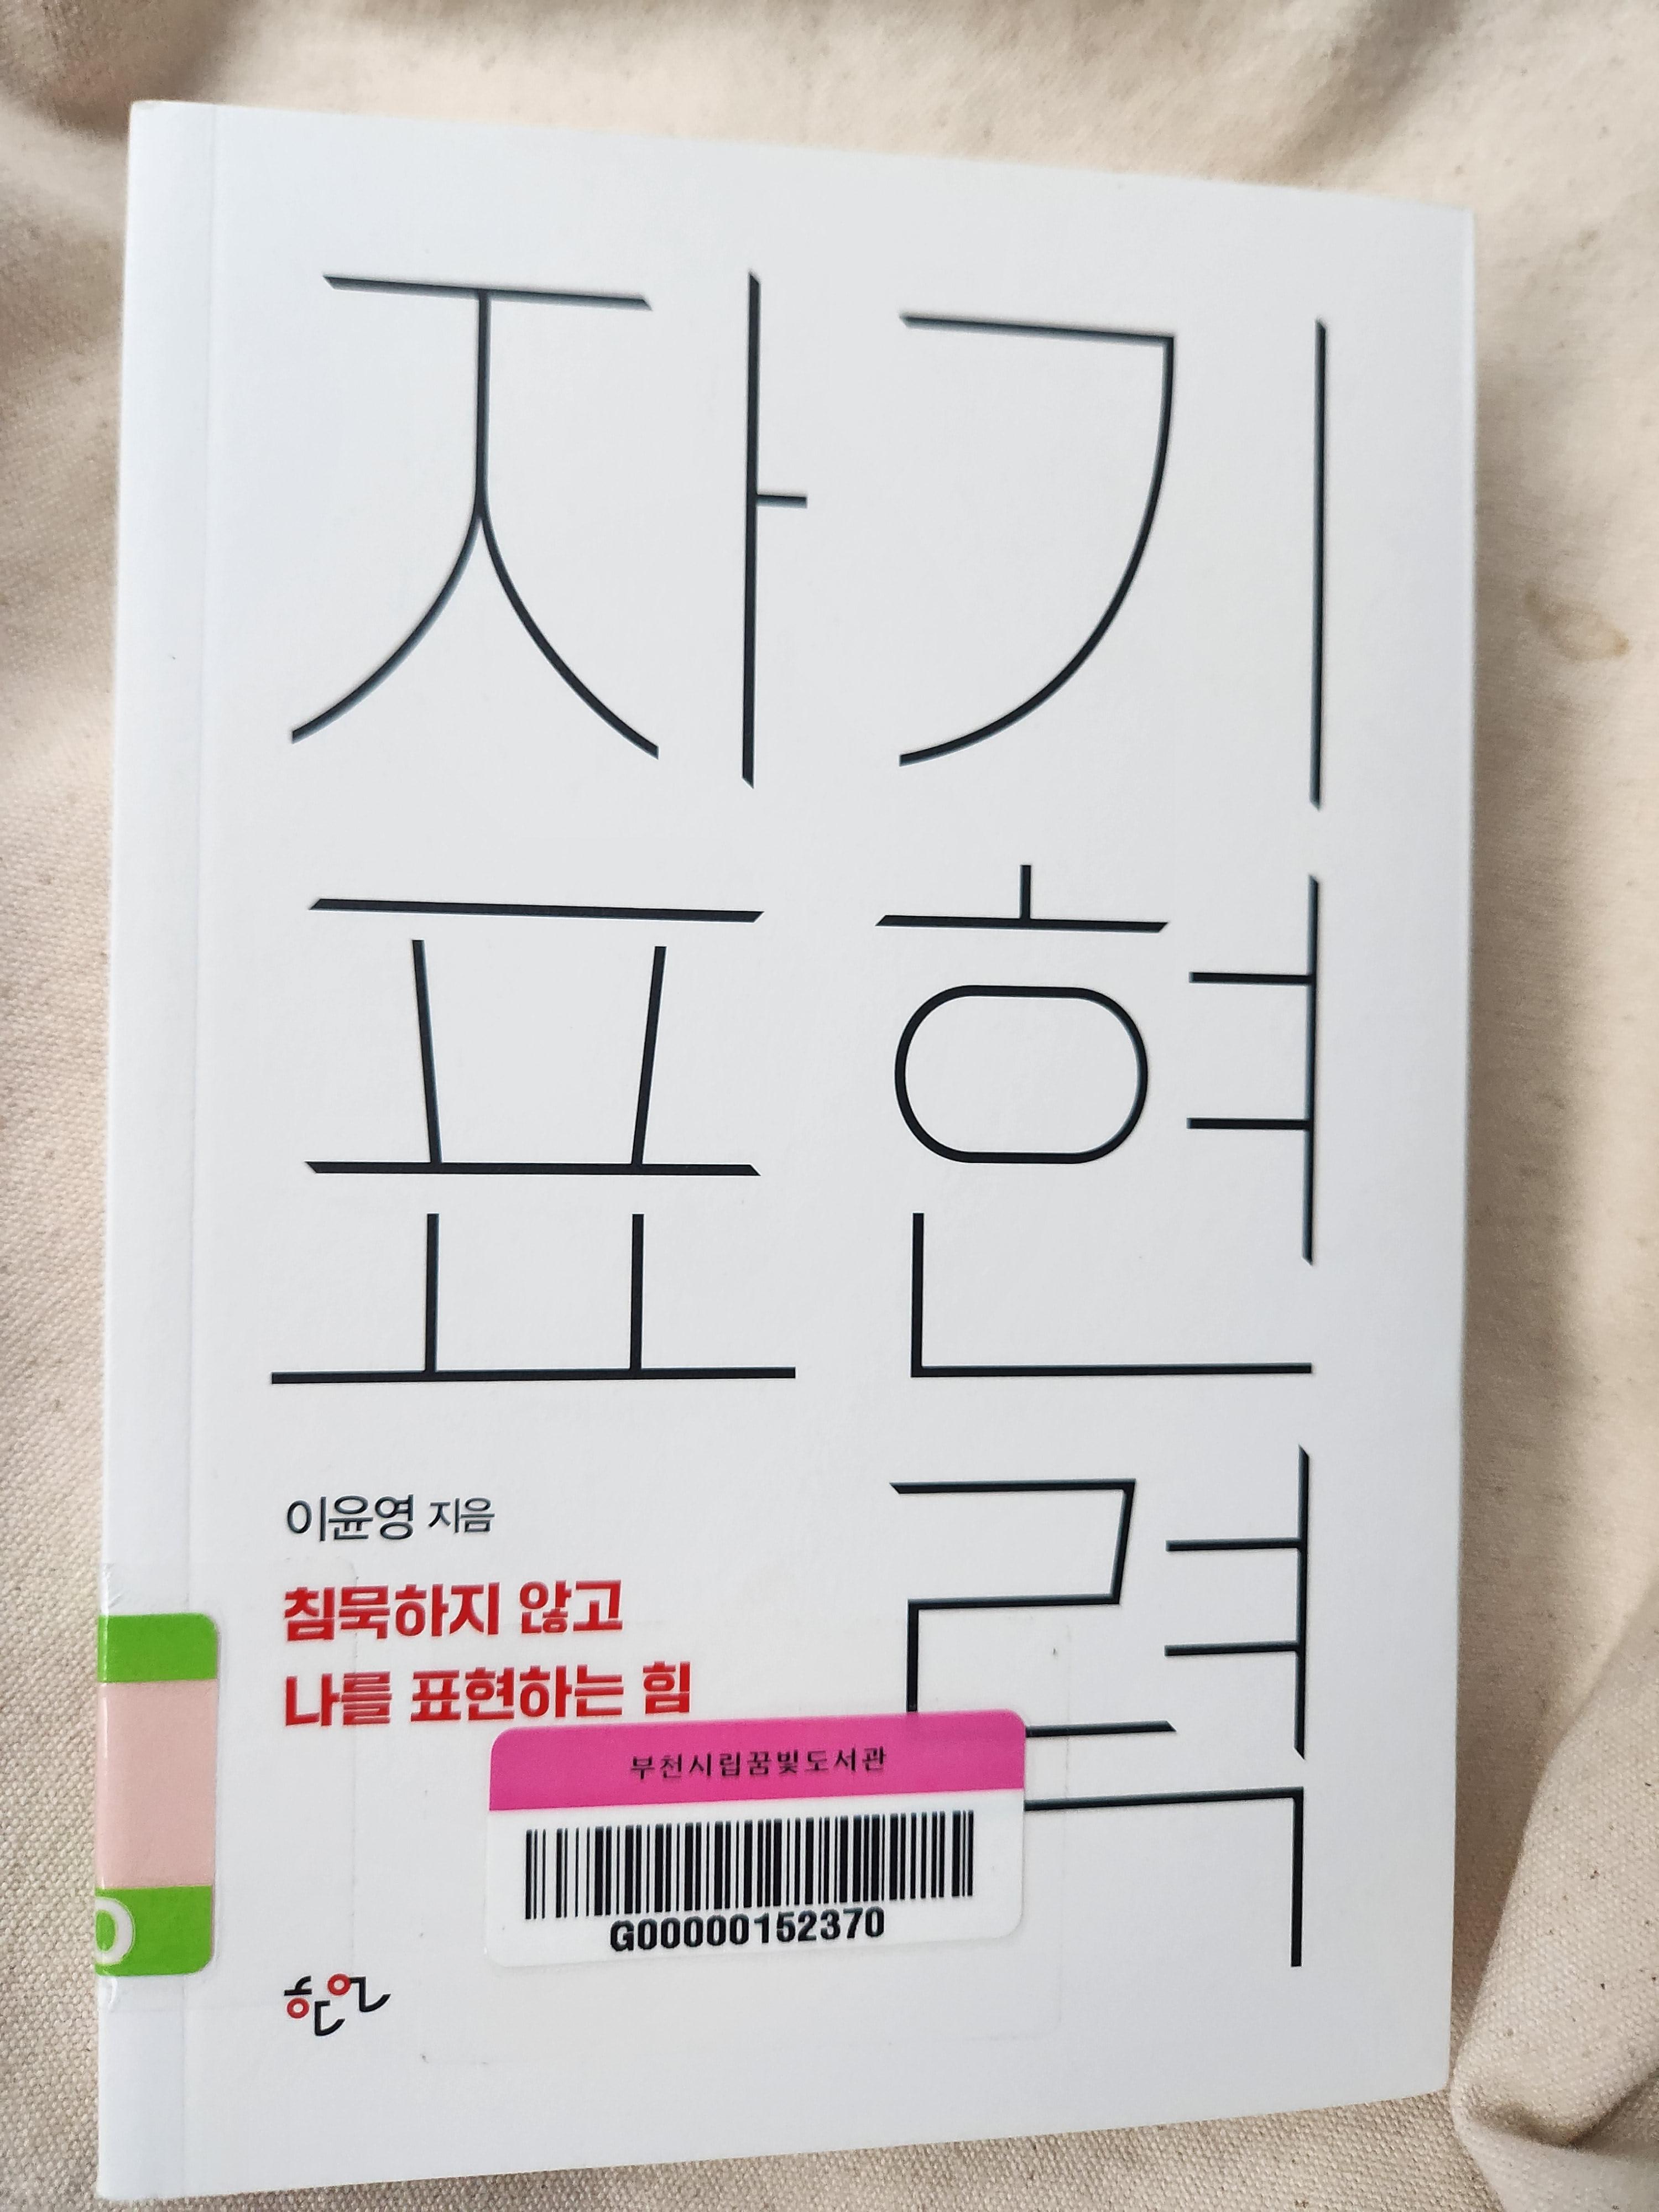 자기
표현
력
이윤영 지음
침묵하지 않고
나를 표현하는 힘
부천시립꿈빛도서관
G00000152370